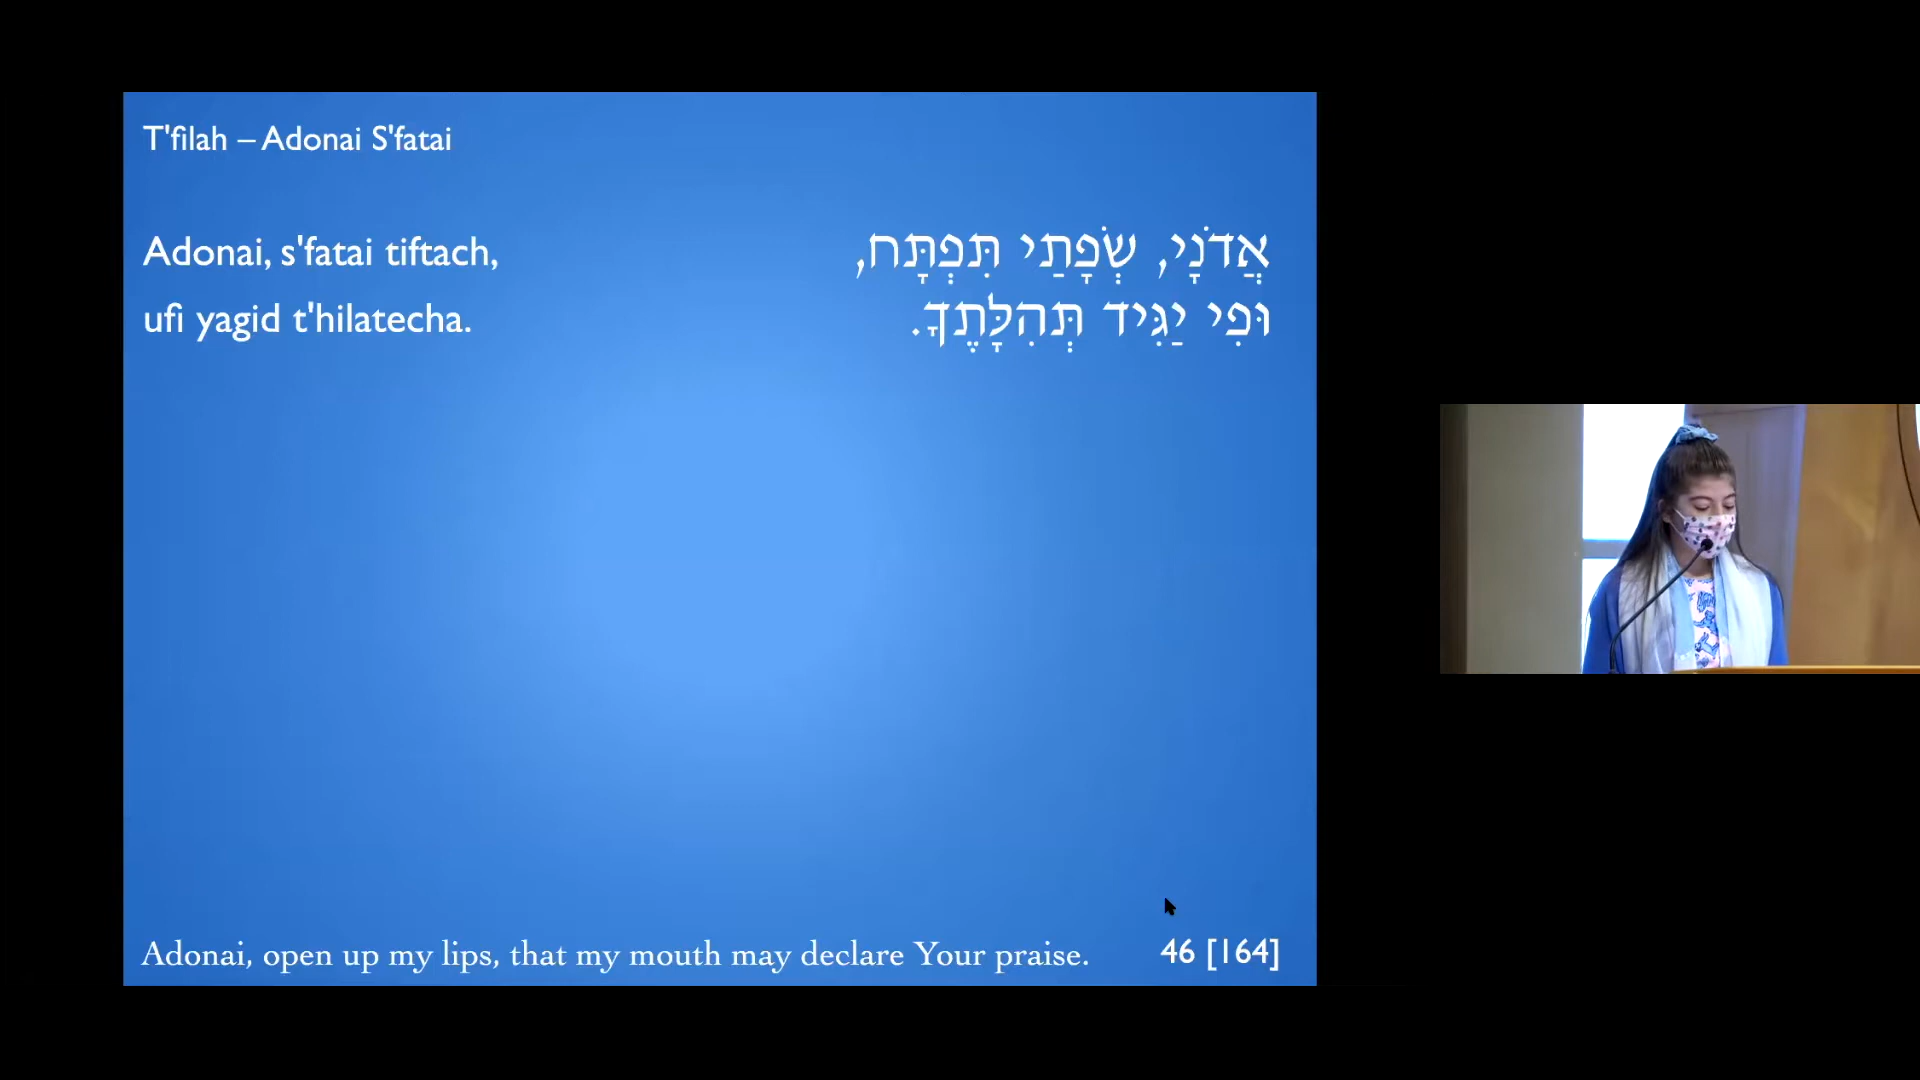 T'filah – Adonai S'fatai
Adonai, s'fatai tiftach,
ufi yagid t'hilatecha.
אֲדֹנָי, שְׂפָתַי תִּפְתָּח,
וּפִי יַגִּיד תְּהִלָּתֶךָ.
Adonai, open up my lips, that my mouth may declare Your praise.
46 [164]